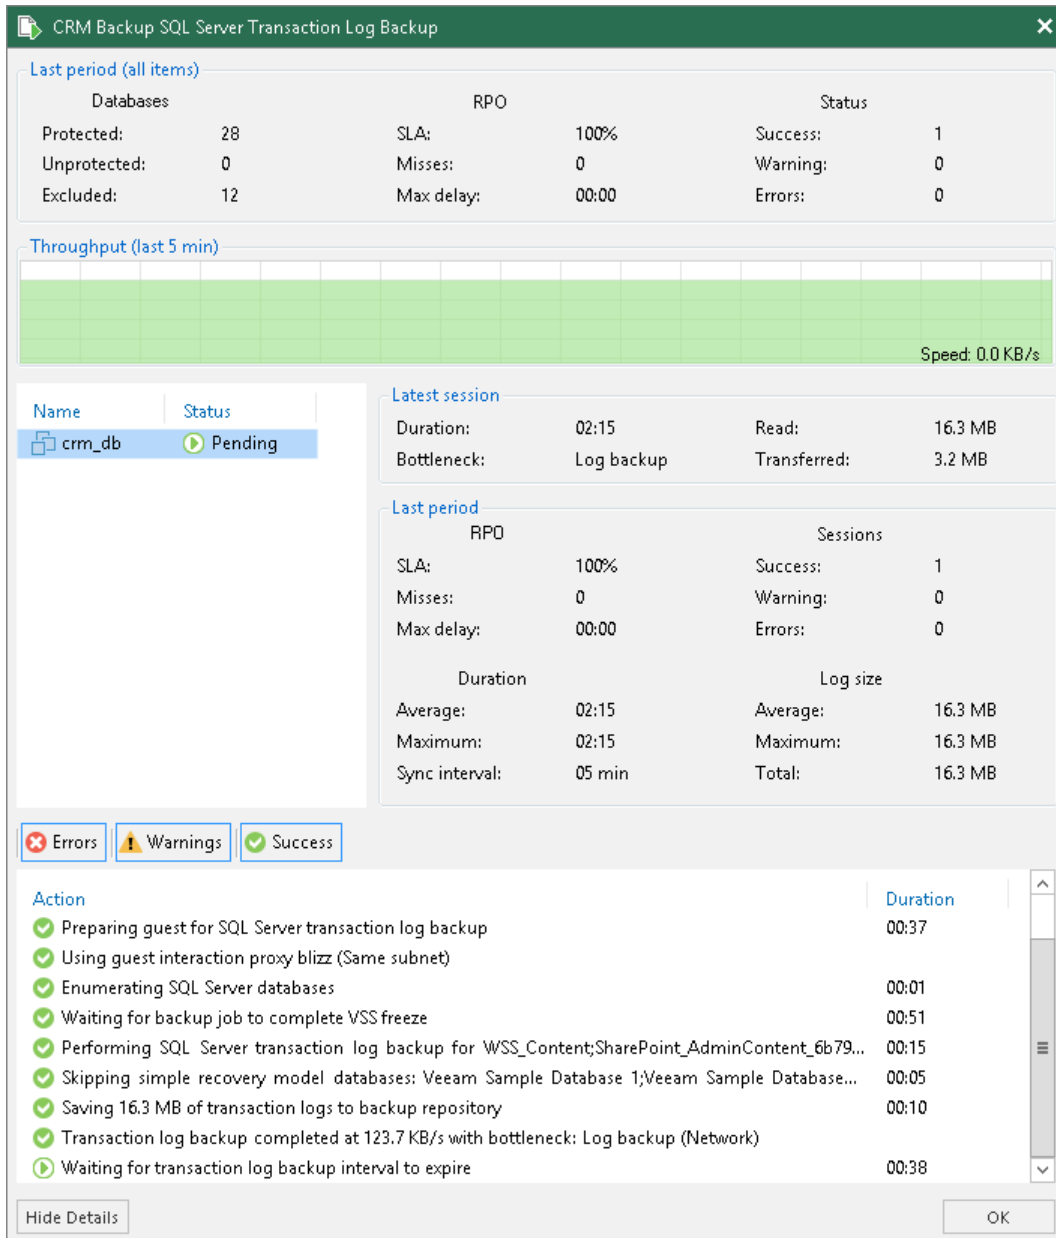 CRM Backup SQL Server Transaction Log Backup
Last period (all items)
Databases RPO Status
Protected: 28 SLA: 100% Success: 1
Unprotected: 0 Misses: 0 Warning: 0
Excluded: 12 Max delay: 00:00 Errors: 0
Throughput (last 5 min)
Speed: 0.0 KB/s
Name Status
crm_db Pending
Latest session
Duration: 02:15 Read: 16.3 MB
Bottleneck: Log backup Transferred: 3.2 MB
Last period
RPO Sessions
SLA: 100% Success: 1
Misses: 0 Warning: 0
Max delay: 00:00 Errors: 0
Duration Log size
Average: 02:15 Average: 16.3 MB
Maximum: 02:15 Maximum: 16.3 MB
Sync interval: 05 min Total: 16.3 MB
Errors Warnings Success
Action Duration
Preparing guest for SQL Server transaction log backup 00:37
Using guest interaction proxy blizz (Same subnet)
Enumerating SQL Server databases 00:01
Waiting for backup job to complete VSS freeze 00:51
Performing SQL Server transaction log backup for WSS_Content;SharePoint_AdminContent_6b79... 00:15
Skipping simple recovery model databases: Veeam Sample Database 1;Veeam Sample Database... 00:05
Saving 16.3 MB of transaction logs to backup repository 00:10
Transaction log backup completed at 123.7 KB/s with bottleneck: Log backup (Network)
Waiting for transaction log backup interval to expire 00:38
Hide Details OK